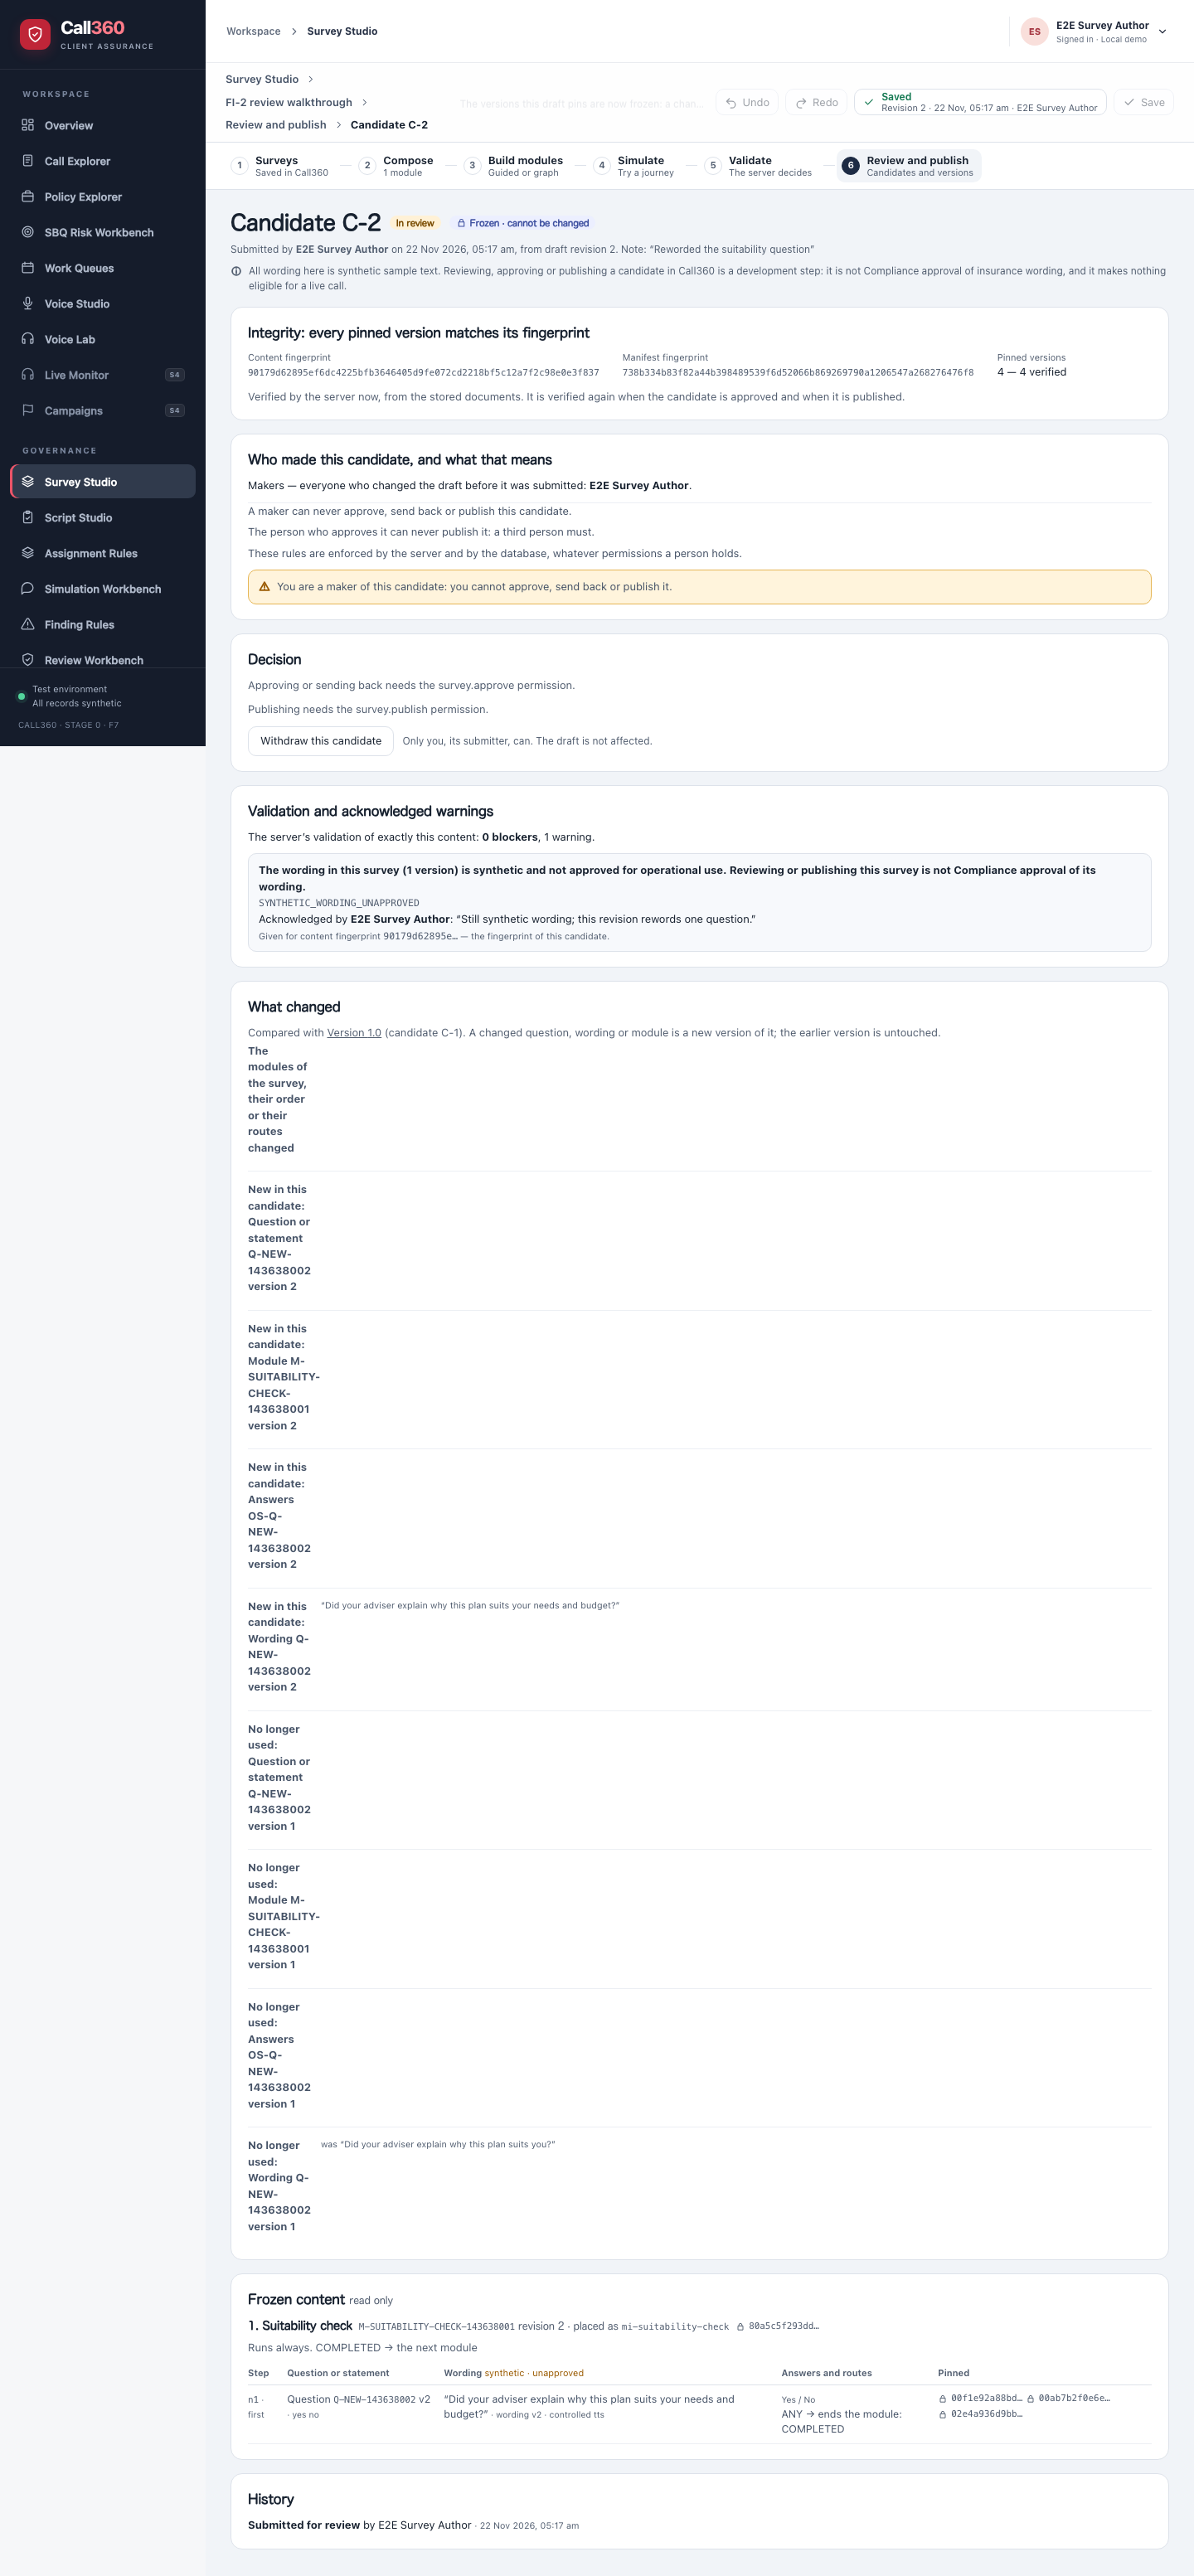 Call360
CLIENT ASSURANCE
WORKSPACE
Overview
Call Explorer
Policy Explorer
SBQ Risk Workbench
Work Queues
Voice Studio
Voice Lab
Live Monitor S4
Campaigns S4
GOVERNANCE
Survey Studio
Script Studio
Assignment Rules
Simulation Workbench
Finding Rules
Review Workbench
Test environment
All records synthetic
CALL360 · STAGE 0 · F7
Workspace > Survey Studio
ES
E2E Survey Author
Signed in · Local demo
Survey Studio >
FI-2 review walkthrough >
Review and publish > Candidate C-2
The versions this draft pins are now frozen: a chan...
Undo
Redo
Saved
Revision 2 · 22 Nov, 05:17 am · E2E Survey Author
Save
1 Surveys
Saved in Call360
2 Compose
1 module
3 Build modules
Guided or graph
4 Simulate
Try a journey
5 Validate
The server decides
6 Review and publish
Candidates and versions
Candidate C-2 In review Frozen · cannot be changed
Submitted by E2E Survey Author on 22 Nov 2026, 05:17 am, from draft revision 2. Note: “Reworded the suitability question”
All wording here is synthetic sample text. Reviewing, approving or publishing a candidate in Call360 is a development step: it is not Compliance approval of insurance wording, and it makes nothing
eligible for a live call.
Integrity: every pinned version matches its fingerprint
Content fingerprint
90179d62895ef6dc4225bfb3646405d9fe072cd2218bf5c12a7f2c98e0e3f837
Manifest fingerprint
738b334b83f82a44b398489539f6d52066b869269790a1206547a268276476f8
Pinned versions
4 — 4 verified
Verified by the server now, from the stored documents. It is verified again when the candidate is approved and when it is published.
Who made this candidate, and what that means
Makers — everyone who changed the draft before it was submitted: E2E Survey Author.
A maker can never approve, send back or publish this candidate.
The person who approves it can never publish it: a third person must.
These rules are enforced by the server and by the database, whatever permissions a person holds.
You are a maker of this candidate: you cannot approve, send back or publish it.
Decision
Approving or sending back needs the survey.approve permission.
Publishing needs the survey.publish permission.
Withdraw this candidate Only you, its submitter, can. The draft is not affected.
Validation and acknowledged warnings
The server's validation of exactly this content: 0 blockers, 1 warning.
The wording in this survey (1 version) is synthetic and not approved for operational use. Reviewing or publishing this survey is not Compliance approval of its
wording.
SYNTHETIC_WORDING_UNAPPROVED
Acknowledged by E2E Survey Author: “Still synthetic wording; this revision rewords one question.”
Given for content fingerprint 90179d62895e… — the fingerprint of this candidate.
What changed
Compared with Version 1.0 (candidate C-1). A changed question, wording or module is a new version of it; the earlier version is untouched.
The
modules of
the survey,
their order
or their
routes
changed
New in this
candidate:
Question or
statement
Q-NEW-
143638002
version 2
New in this
candidate:
Module M-
SUITABILITY-
CHECK-
143638001
version 2
New in this
candidate:
Answers
OS-Q-
NEW-
143638002
version 2
New in this “Did your adviser explain why this plan suits your needs and budget?”
candidate:
Wording Q-
NEW-
143638002
version 2
No longer
used:
Question or
statement
Q-NEW-
143638002
version 1
No longer
used:
Module M-
SUITABILITY-
CHECK-
143638001
version 1
No longer
used:
Answers
OS-Q-
NEW-
143638002
version 1
No longer was “Did your adviser explain why this plan suits you?”
used:
Wording Q-
NEW-
143638002
version 1
Frozen content read only
1. Suitability check M-SUITABILITY-CHECK-143638001 revision 2 · placed as mi-suitability-check 80a5c5f293dd…
Runs always. COMPLETED → the next module
Step Question or statement Wording synthetic · unapproved Answers and routes Pinned
n1 ·
first
Question Q-NEW-143638002 v2
· yes no
“Did your adviser explain why this plan suits your needs and
budget?” · wording v2 · controlled tts
Yes / No
ANY → ends the module:
COMPLETED
00f1e92a88bd… 00ab7b2f0e6e…
02e4a936d9bb…
History
Submitted for review by E2E Survey Author · 22 Nov 2026, 05:17 am